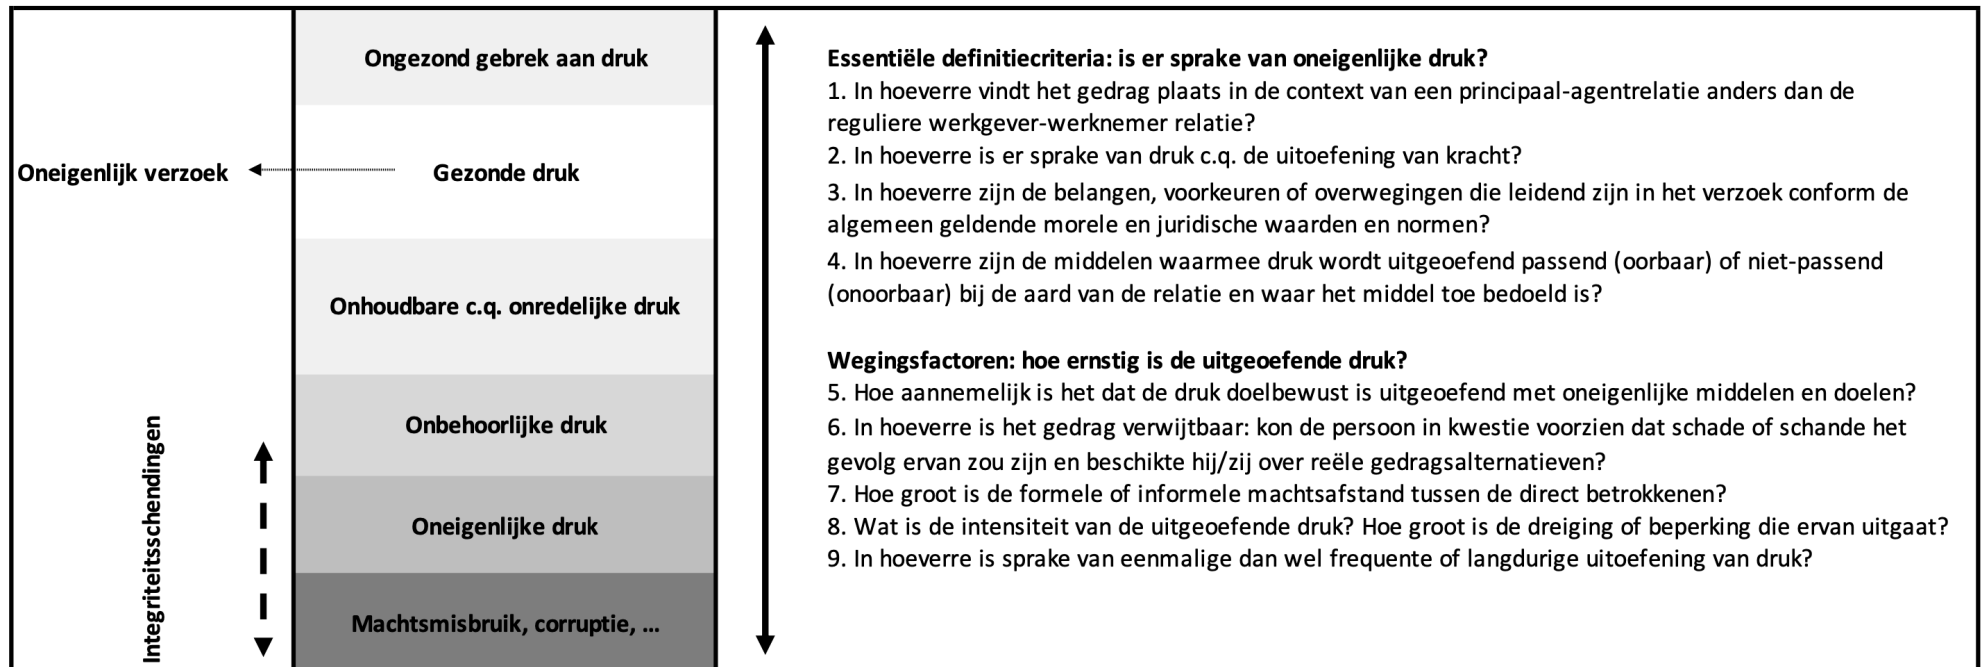 Oneigenlijk verzoek
Integriteitsschendingen
Ongezond gebrek aan druk
Gezonde druk
Onhoudbare c.q. onredelijke druk
Onbehoorlijke druk
Oneigenlijke druk
Machtsmisbruik, corruptie, ...
Essentiële definitiecriteria: is er sprake van oneigenlijke druk?
1. In hoeverre vindt het gedrag plaats in de context van een principaal-agentrelatie anders dan de
reguliere werkgever-werknemer relatie?
2. In hoeverre is er sprake van druk c.q. de uitoefening van kracht?
3. In hoeverre zijn de belangen, voorkeuren of overwegingen die leidend zijn in het verzoek conform de
algemeen geldende morele en juridische waarden en normen?
4. In hoeverre zijn de middelen waarmee druk wordt uitgeoefend passend (oorbaar) of niet-passend
(onoorbaar) bij de aard van de relatie en waar het middel toe bedoeld is?
Wegingsfactoren: hoe ernstig is de uitgeoefende druk?
5. Hoe aannemelijk is het dat de druk doelbewust is uitgeoefend met oneigenlijke middelen en doelen?
6. In hoeverre is het gedrag verwijtbaar: kon de persoon in kwestie voorzien dat schade of schande het
gevolg ervan zou zijn en beschikte hij/zij over reële gedragsalternatieven?
7. Hoe groot is de formele of informele machtsafstand tussen de direct betrokkenen?
8. Wat is de intensiteit van de uitgeoefende druk? Hoe groot is de dreiging of beperking die ervan uitgaat?
9. In hoeverre is sprake van eenmalige dan wel frequente of langdurige uitoefening van druk?